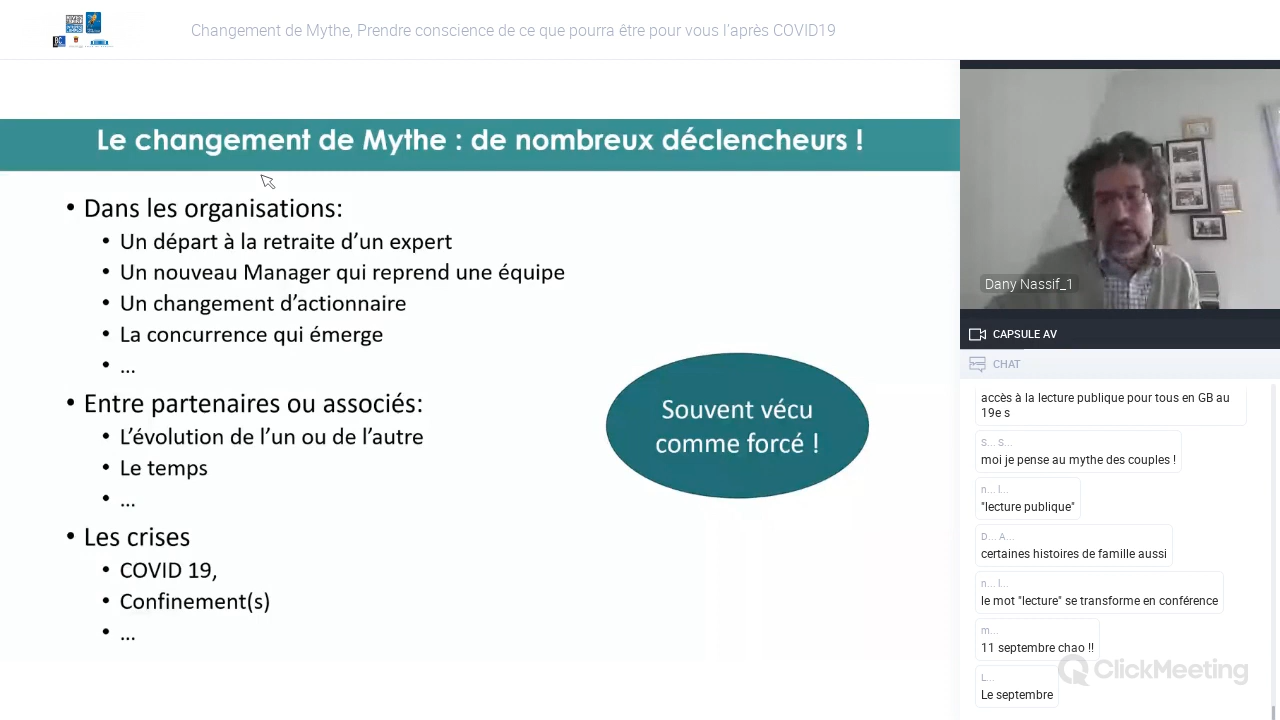 Changement de Mythe, Prendre conscience de ce que pourra être pour vous l'après COVID19
Le changement de Mythe : de nombreux déclencheurs !
• Dans les organisations:
• Un départ à la retraite d'un expert
• Un nouveau Manager qui reprend une équipe
• Un changement d'actionnaire
• La concurrence qui émerge
• ...
• Entre partenaires ou associés:
• L'évolution de l'un ou de l'autre
• Le temps
• ...
• Les crises
• COVID 19,
• Confinement(s)
• ...
Souvent vécu
comme forcé !
Dany Nassif_1
CAPSULE AV
CHAT
accès à la lecture publique pour tous en GB au
19e s
S... S...
moi je pense au mythe des couples !
n... l...
"lecture publique"
D... A...
certaines histoires de famille aussi
n... l...
le mot "lecture" se transforme en conférence
m...
11 septembre chao !!
L...
Le septembre
ClickMeeting